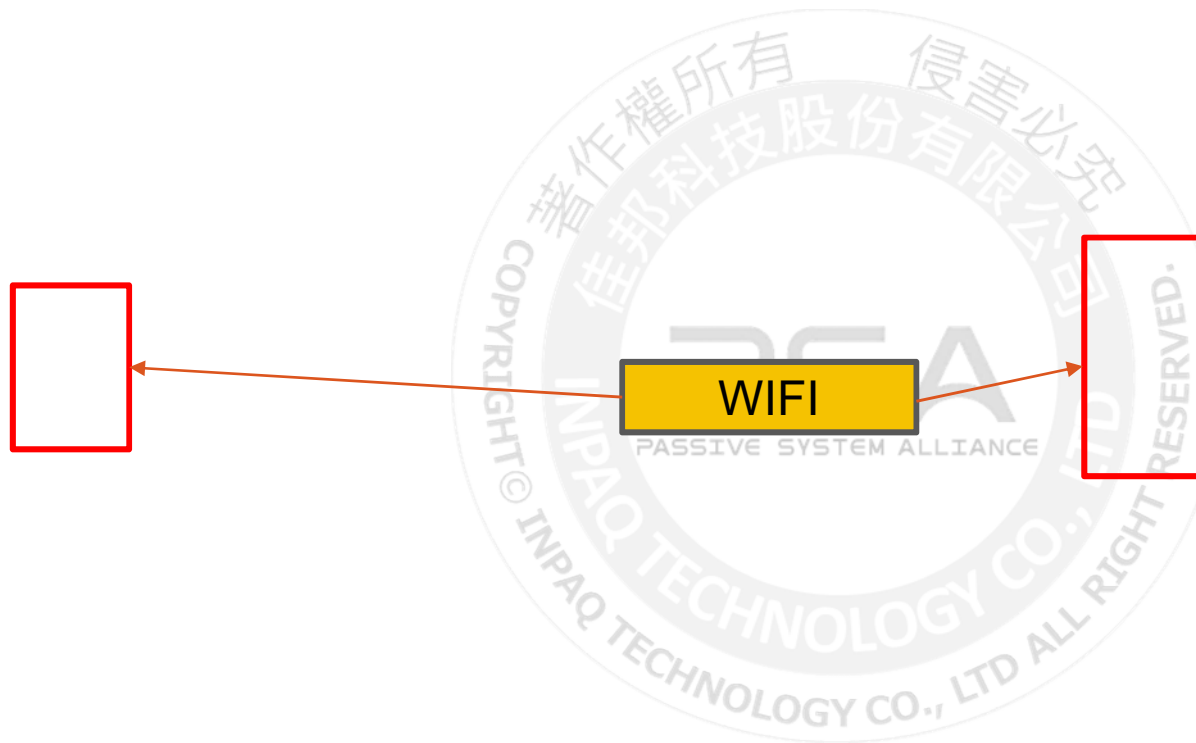 著作權所有 侵害必究
佳邦科技股份有限公司
WIFI
PASSIVE SYSTEM ALLIANCE
INPAQ TECHNOLOGY CO., LTD
COPYRIGHT© INPAQ TECHNOLOGY CO., LTD ALL RIGHT RESERVED.